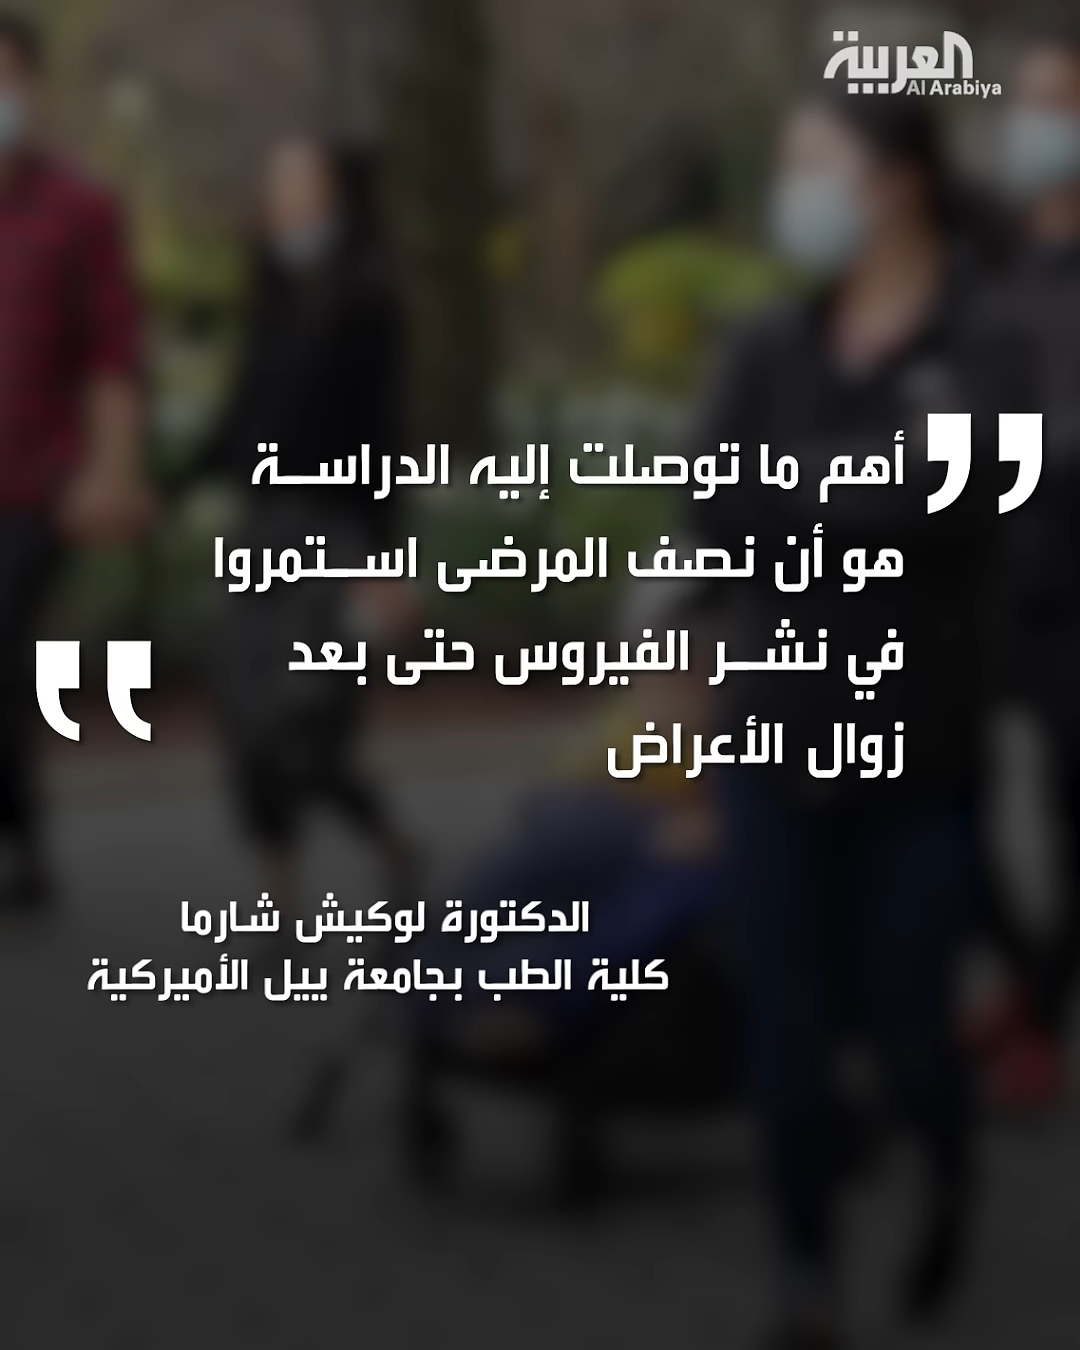 العربية
Al Arabiya
أهم ما توصلت إليه الدراسة
هو أن نصف المرضى استمروا
في نشر الفيروس حتى بعد
زوال الأعراض
الدكتورة لوكيش شارما
كلية الطب بجامعة ييل الأميركية